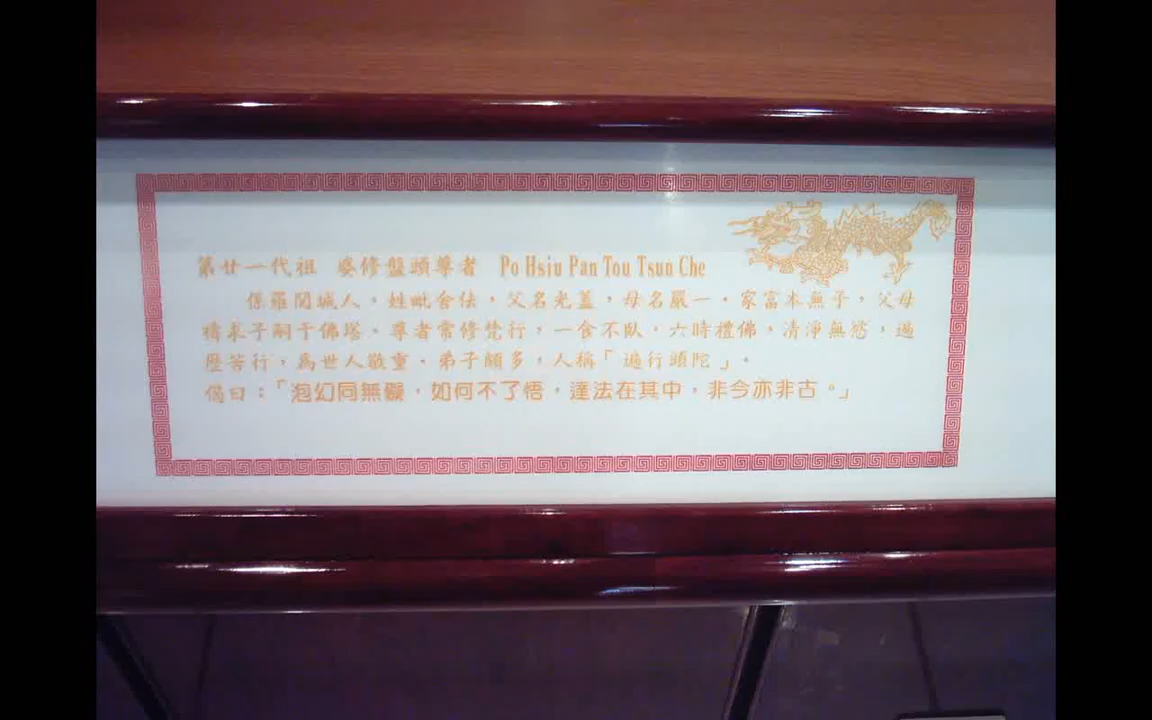 第廿一代祖 婆修盤頭尊者 Po Hsiu Pan Tou Tsun Che
係羅閱城人。姓毗舍佉，父名光蓋，母名嚴一。家富木無子，父母
禱求子嗣于佛塔。尊者常修梵行，一食不臥，六時禮佛，清淨無慾，遍
歷苦行，為世人敬重。弟子頗多，人稱「遍行頭陀」。
偈曰：「泡幻同無礙，如何不了悟，達法在其中，非今亦非古。」